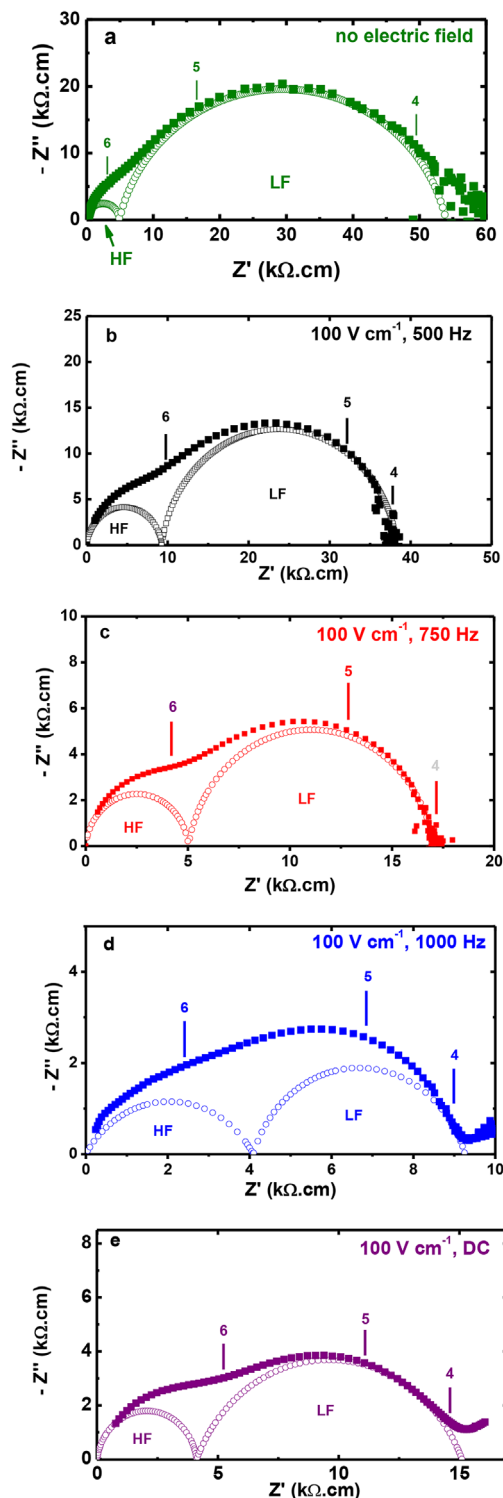 a
no electric field
30
20
10
0
- Z'' (kΩ.cm)
6
5
4
LF
HF
0 10 20 30 40 50 60
Z' (kΩ.cm)
b
100 V cm⁻¹, 500 Hz
25
20
15
10
5
0
- Z'' (kΩ.cm)
6
5
4
HF
LF
0 10 20 30 40 50
Z' (kΩ.cm)
c
100 V cm⁻¹, 750 Hz
10
8
6
4
2
0
- Z'' (kΩ.cm)
6
5
4
HF
LF
0 5 10 15 20
Z' (kΩ.cm)
d
100 V cm⁻¹, 1000 Hz
4
2
0
- Z'' (kΩ.cm)
6
5
4
HF
LF
0 2 4 6 8 10
Z' (kΩ.cm)
e
100 V cm⁻¹, DC
8
6
4
2
0
- Z'' (kΩ.cm)
6
5
4
HF
LF
0 5 10 15
Z' (kΩ.cm)